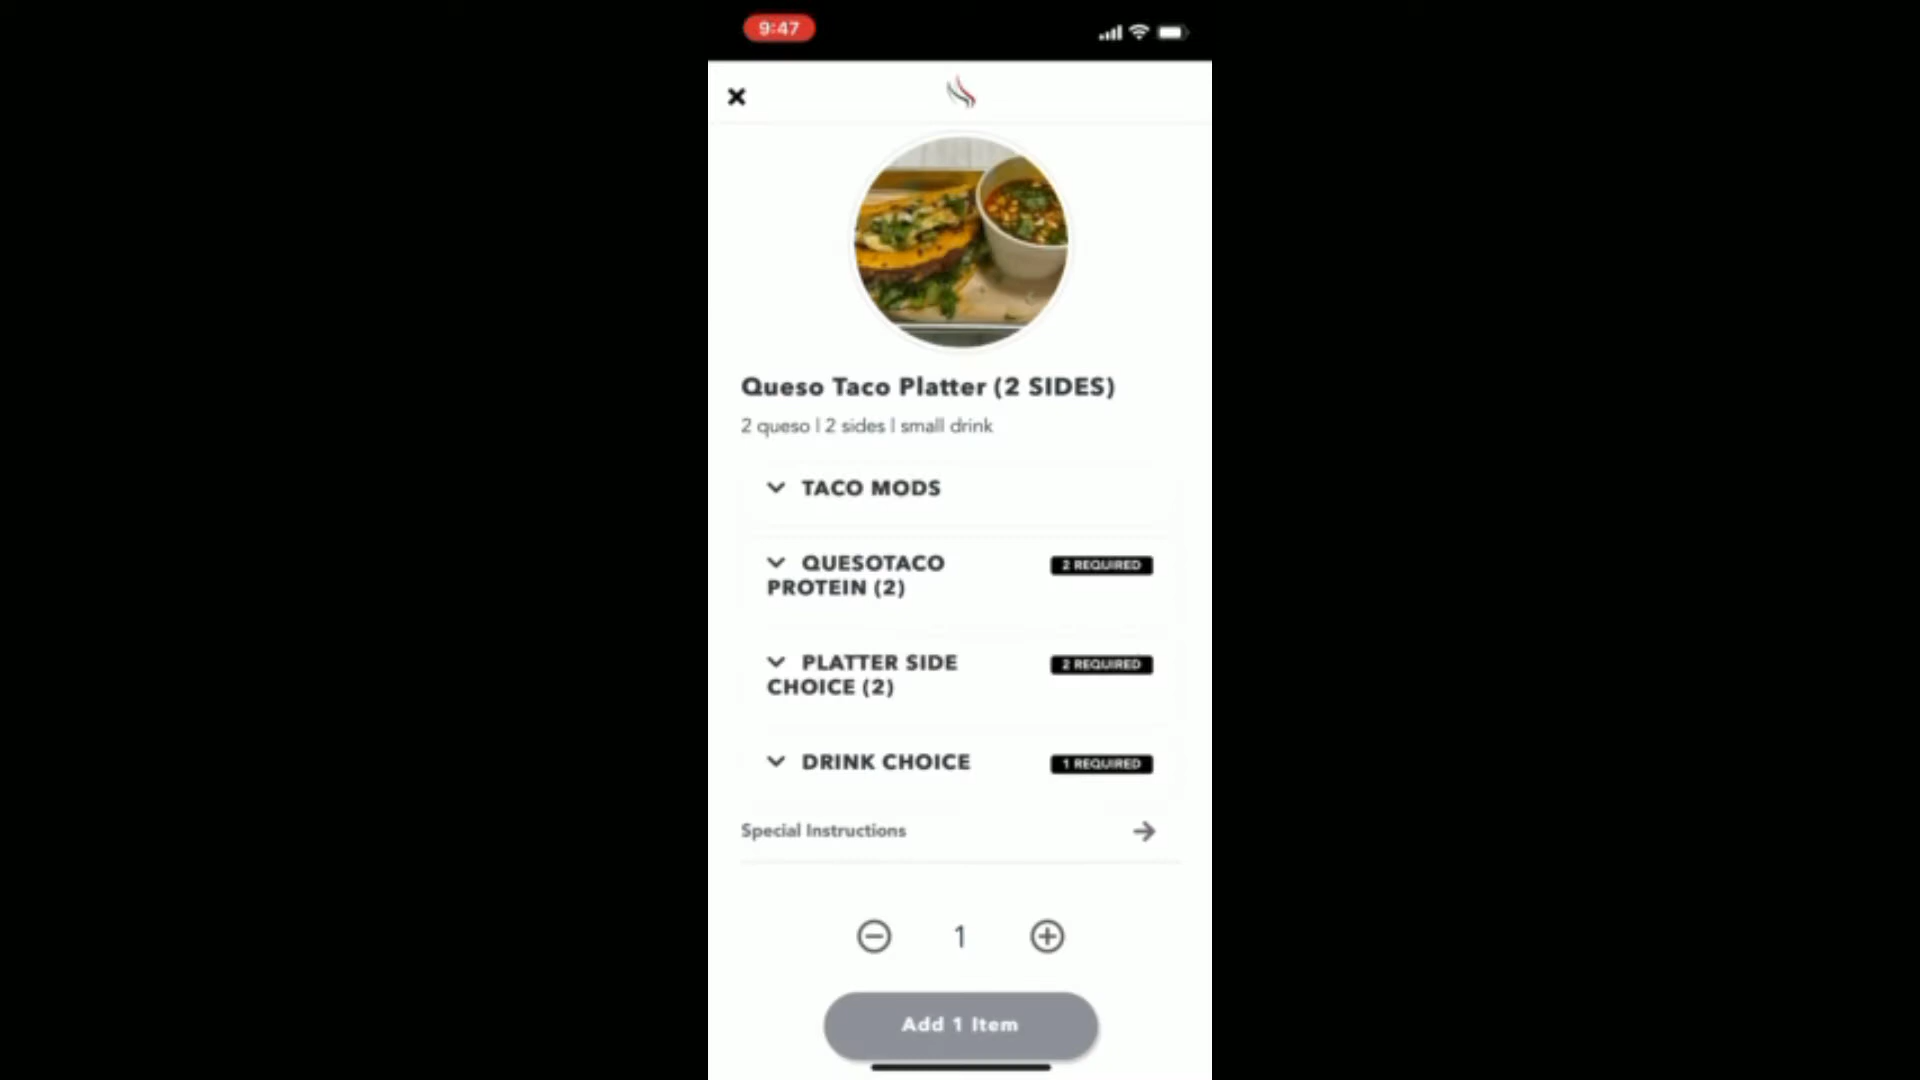 9:47
Queso Taco Platter (2 SIDES)
2 queso | 2 sides | small drink
TACO MODS
QUESOTACO
PROTEIN (2)
2 REQUIRED
PLATTER SIDE
CHOICE (2)
2 REQUIRED
DRINK CHOICE
1 REQUIRED
Special Instructions
1
Add 1 Item